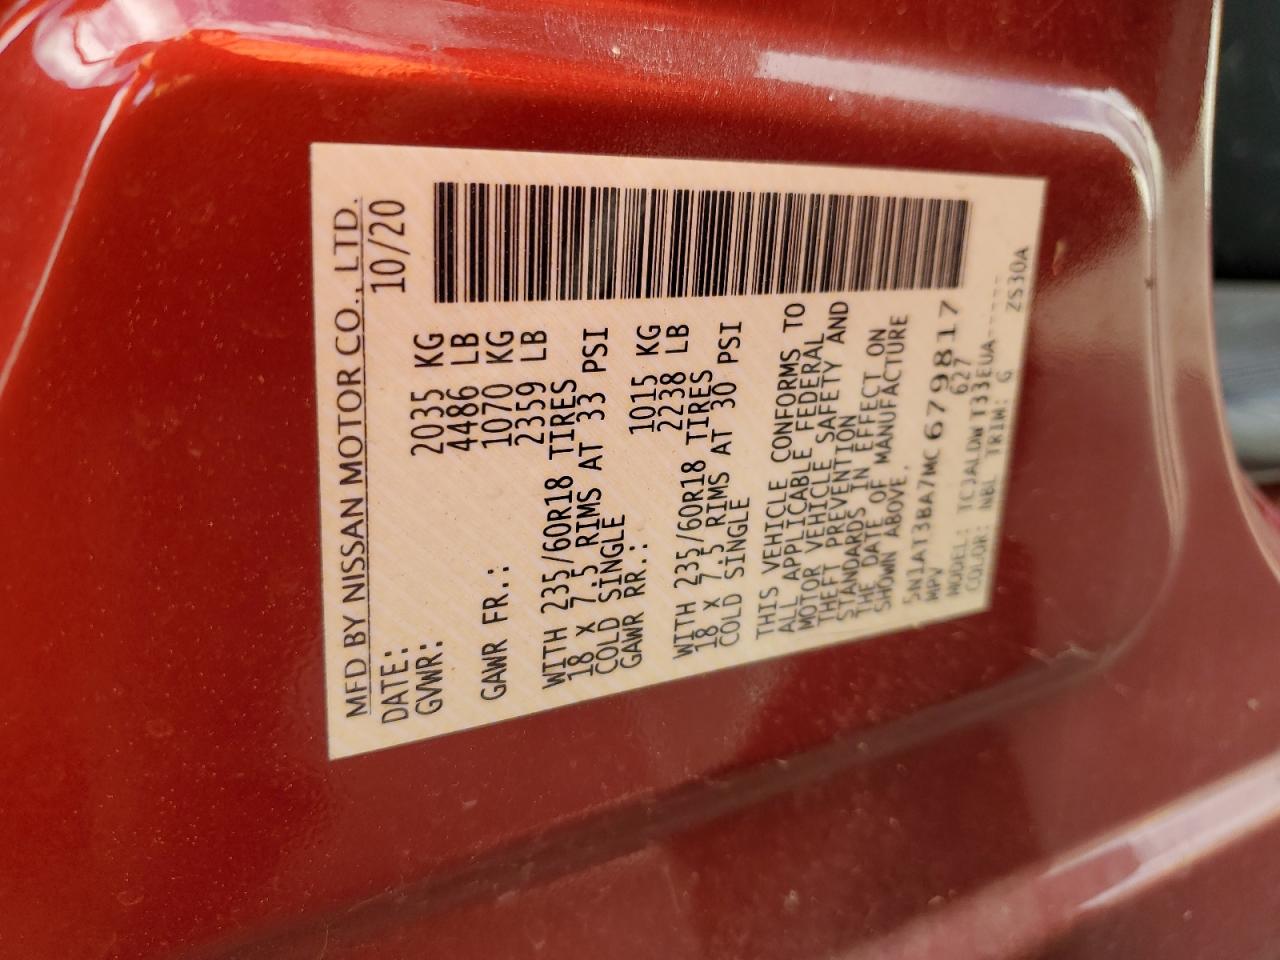 MFD BY NISSAN MOTOR CO., LTD.
DATE: 10/20
GVWR: 2035 KG
4486 LB
GAWR FR.: 1070 KG
2359 LB
WITH 235/60R18 TIRES
18 X 7.5 RIMS AT 33 PSI
COLD SINGLE
GAWR RR.: 1015 KG
2238 LB
WITH 235/60R18 TIRES
18 X 7.5 RIMS AT 30 PSI
COLD SINGLE
THIS VEHICLE CONFORMS TO
ALL APPLICABLE FEDERAL
MOTOR VEHICLE SAFETY AND
THEFT PREVENTION
STANDARDS IN EFFECT ON
THE DATE OF MANUFACTURE
SHOWN ABOVE.
5N1AT3BA7MC679817
MPV 627
MODEL: TCJALDWT33EUA------
COLOR: NBL TRIM: G ZS30A